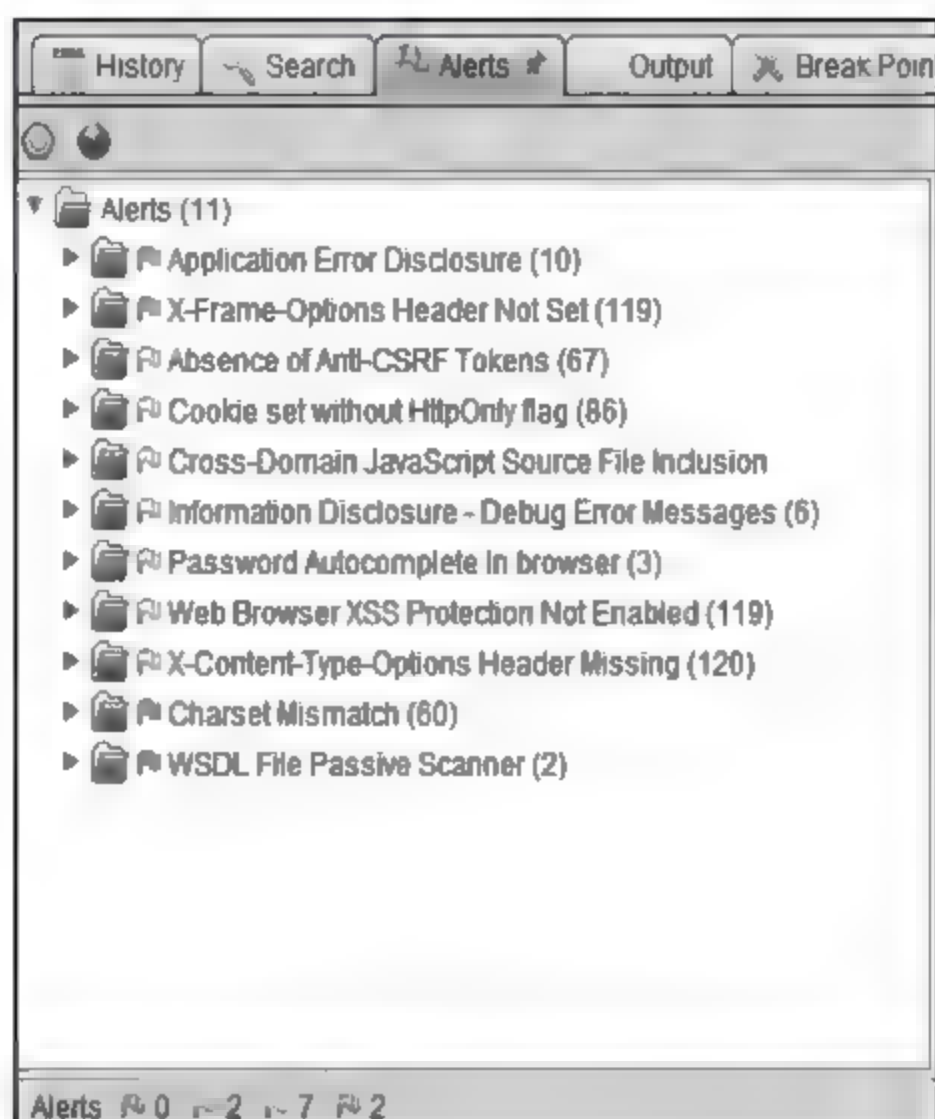 History Search Alerts Output Break Poin
Alerts (11)
Application Error Disclosure (10)
X-Frame-Options Header Not Set (119)
Absence of Anti-CSRF Tokens (67)
Cookie set without HttpOnly flag (86)
Cross-Domain JavaScript Source File Inclusion
Information Disclosure - Debug Error Messages (6)
Password Autocomplete in browser (3)
Web Browser XSS Protection Not Enabled (119)
X-Content-Type-Options Header Missing (120)
Charset Mismatch (60)
WSDL File Passive Scanner (2)
Alerts 0 2 7 2